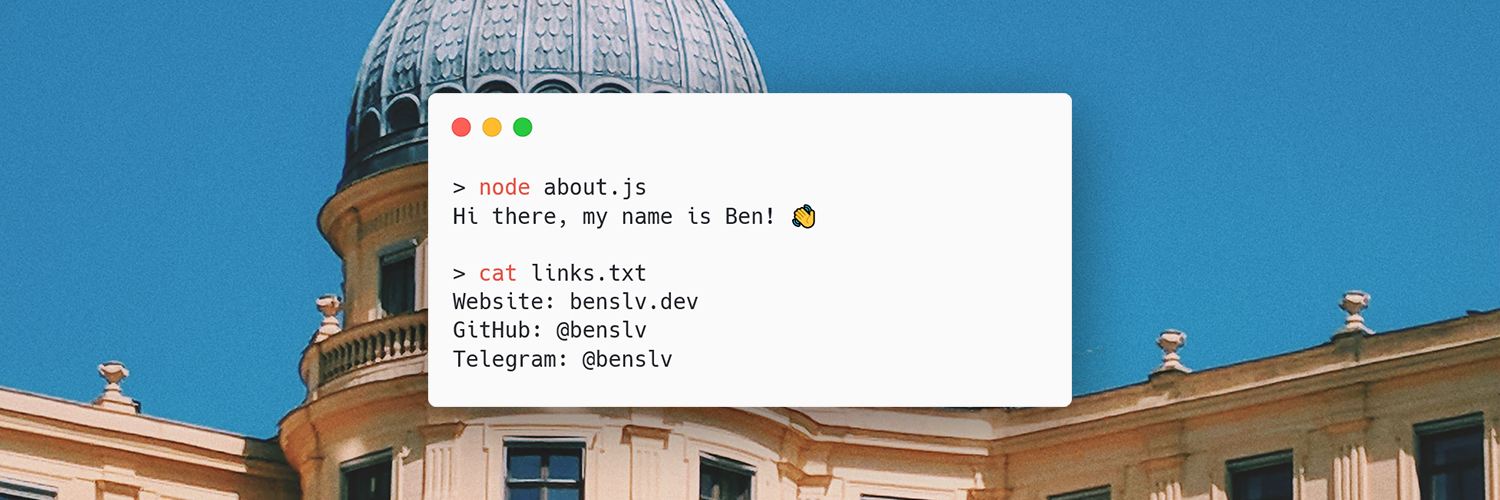 > node about.js
Hi there, my name is Ben! 👋
> cat links.txt
Website: benslv.dev
GitHub: @benslv
Telegram: @benslv